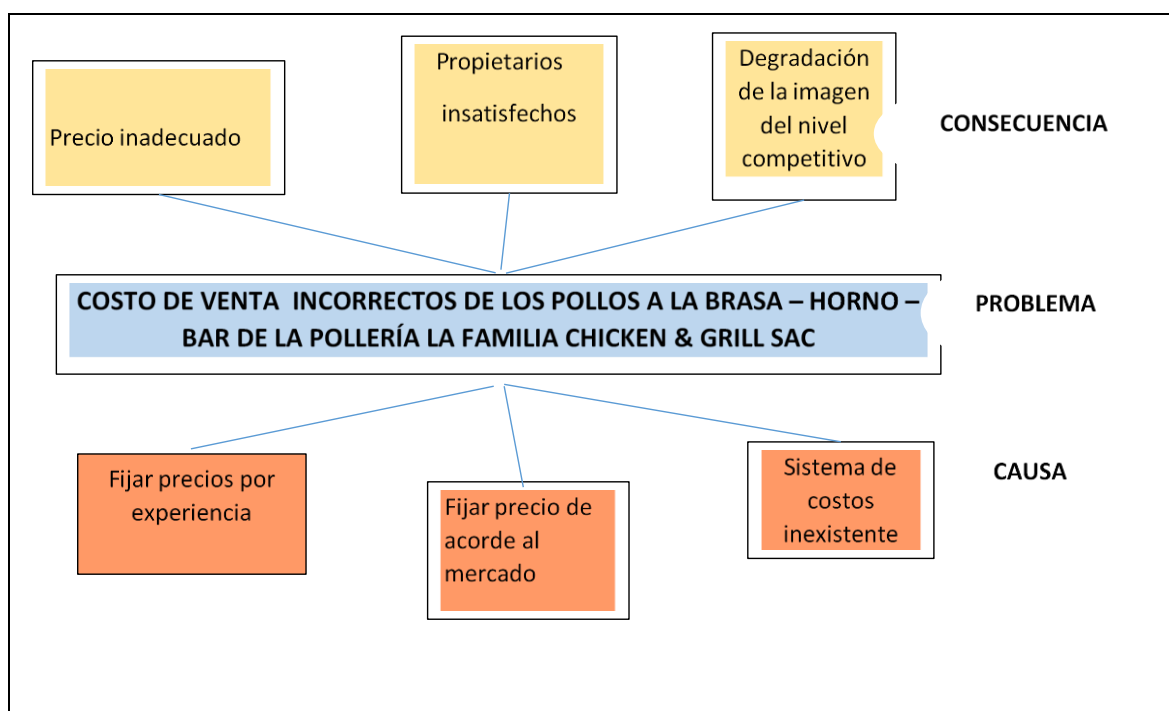 Precio inadecuado
Propietarios
insatisfechos
Degradación
de la imagen
del nivel
competitivo
CONSECUENCIA
COSTO DE VENTA  INCORRECTOS DE LOS POLLOS A LA BRASA – HORNO –
BAR DE LA POLLERÍA LA FAMILIA CHICKEN & GRILL SAC
PROBLEMA
Fijar precios por
experiencia
Fijar precio de
acorde al
mercado
Sistema de
costos
inexistente
CAUSA